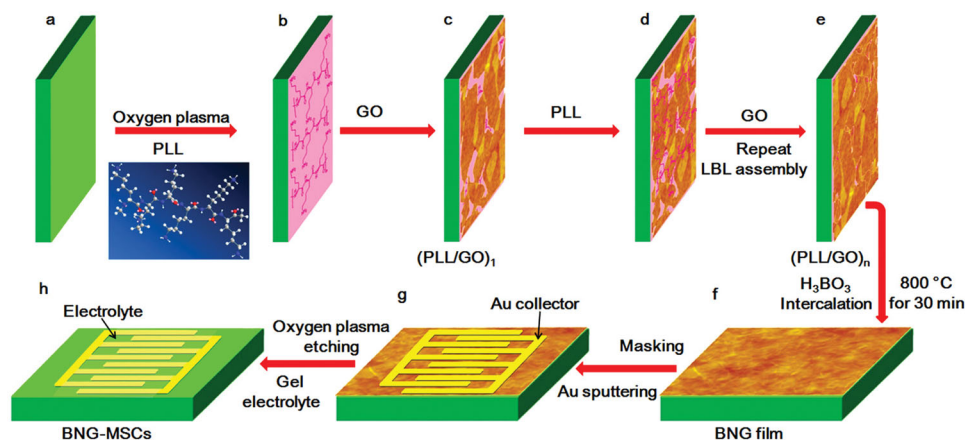 a
b
c
d
e
Oxygen plasma
PLL
GO
PLL
GO
Repeat
LBL assembly
(PLL/GO)1
(PLL/GO)n
H3BO3
Intercalation
800 °C
for 30 min
h
g
f
Electrolyte
Oxygen plasma
etching
Gel
electrolyte
Au collector
Masking
Au sputtering
BNG-MSCs
BNG film